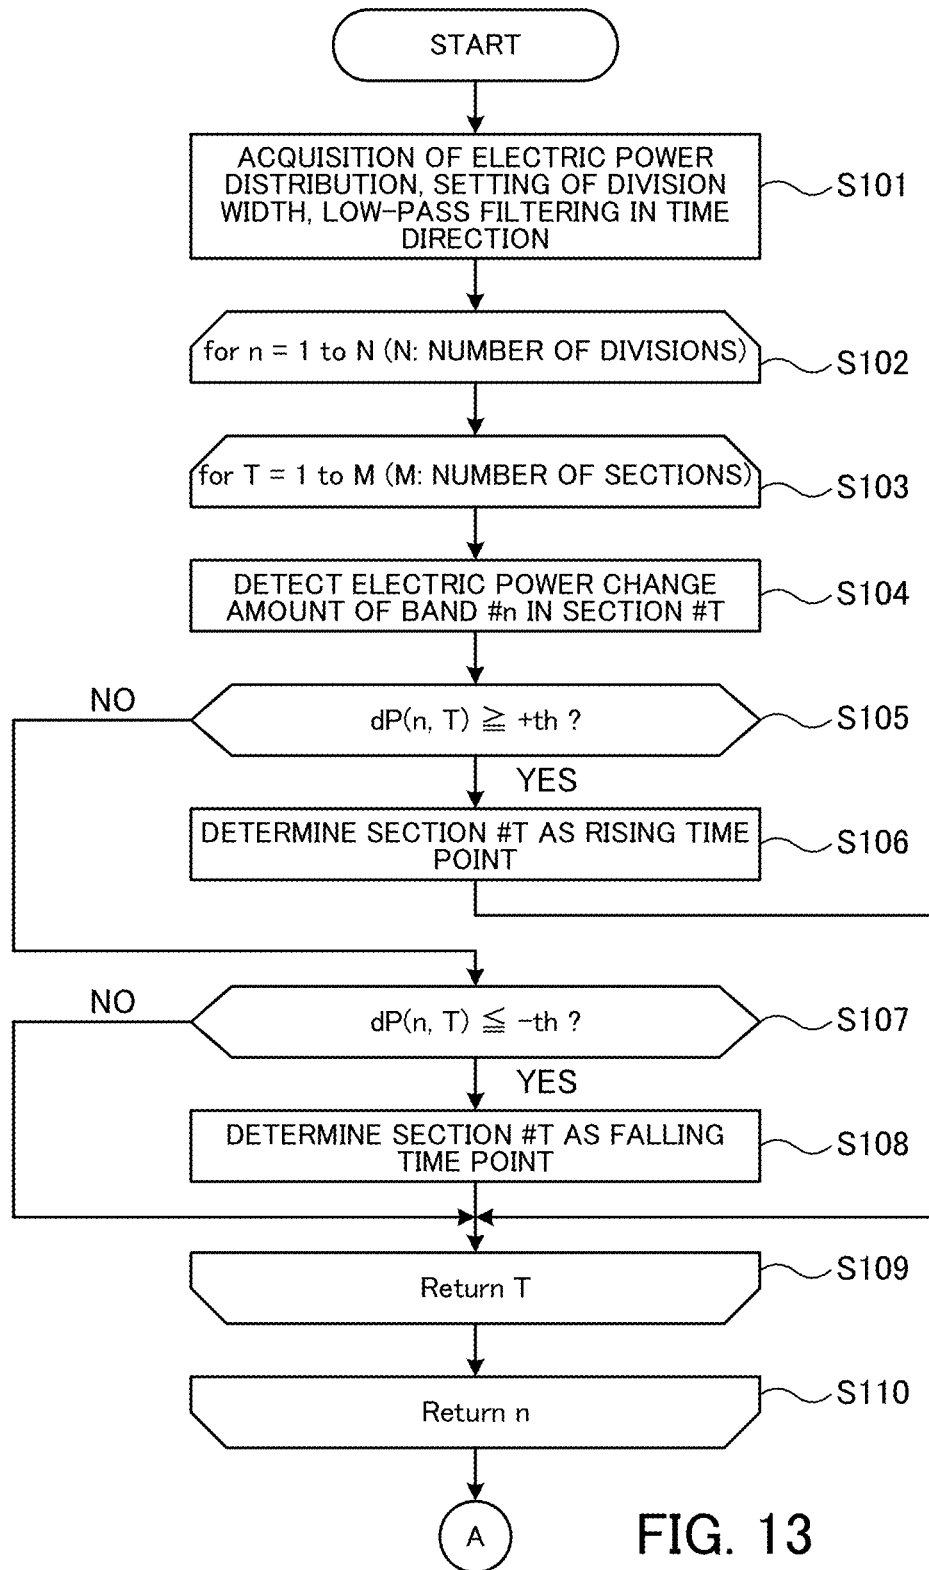 START
ACQUISITION OF ELECTRIC POWER
DISTRIBUTION, SETTING OF DIVISION
WIDTH, LOW-PASS FILTERING IN TIME
DIRECTION
S101
for n = 1 to N (N: NUMBER OF DIVISIONS)
S102
for T = 1 to M (M: NUMBER OF SECTIONS)
S103
DETECT ELECTRIC POWER CHANGE
AMOUNT OF BAND #n IN SECTION #T
S104
NO
dP(n, T) ≧ +th ?
S105
YES
DETERMINE SECTION #T AS RISING TIME
POINT
S106
NO
dP(n, T) ≦ -th ?
S107
YES
DETERMINE SECTION #T AS FALLING
TIME POINT
S108
Return T
S109
Return n
S110
A
FIG. 13